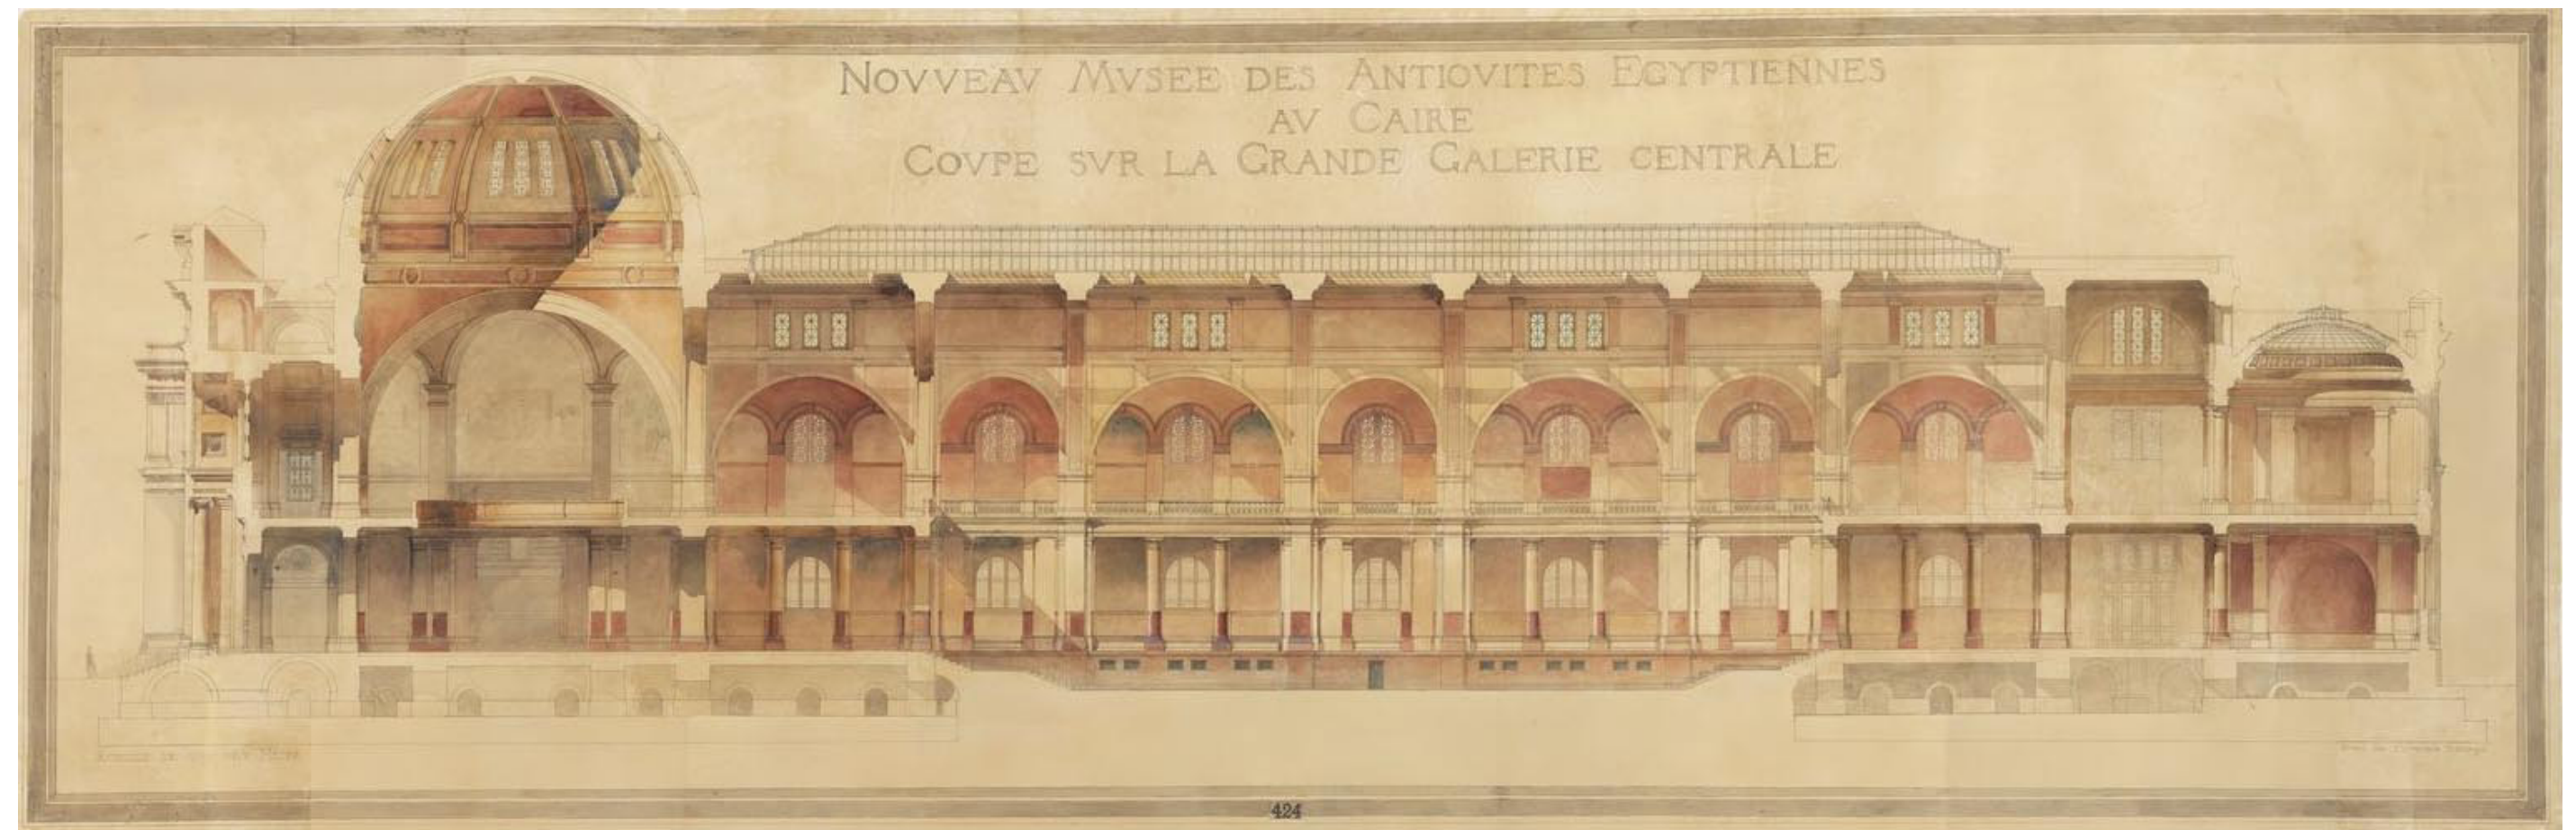 NOVVEAV MVSEE DES ANTIQVITES EGYPTIENNES
AV CAIRE
COVPE SVR LA GRANDE GALERIE CENTRALE
424